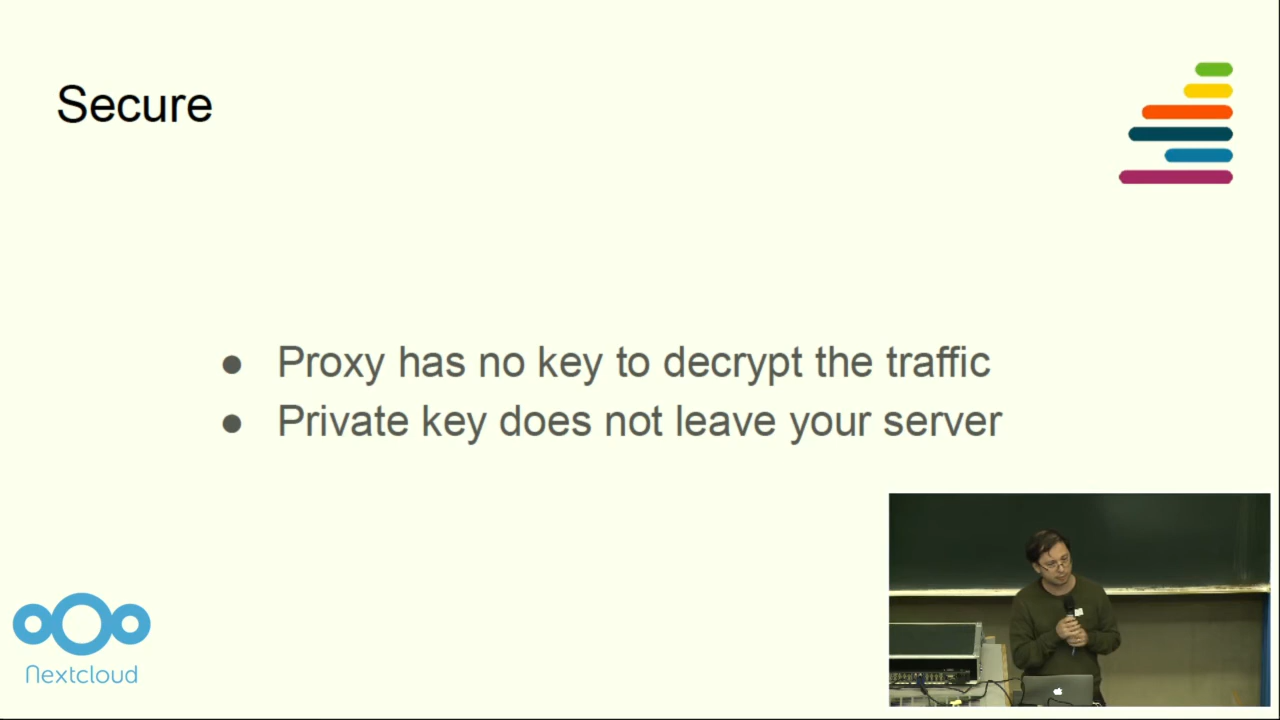 Secure
● Proxy has no key to decrypt the traffic
● Private key does not leave your server
Nextcloud